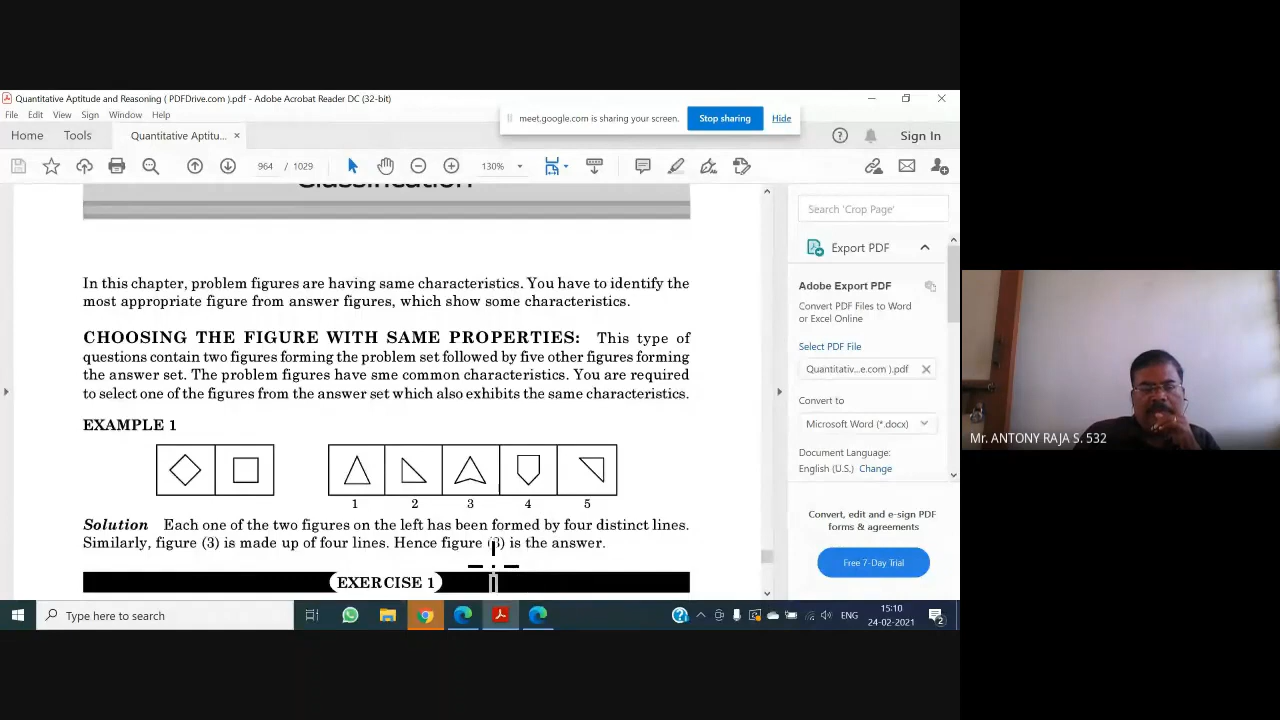 Quantitative Aptitude and Reasoning ( PDFDrive.com ).pdf - Adobe Acrobat Reader DC (32-bit)
File Edit View Sign Window Help
meet.google.com is sharing your screen. Stop sharing Hide
Home Tools Quantitative Aptitu... × Sign In
964 / 1029 130%
Classification
In this chapter, problem figures are having same characteristics. You have to identify the
most appropriate figure from answer figures, which show some characteristics.
CHOOSING THE FIGURE WITH SAME PROPERTIES: This type of
questions contain two figures forming the problem set followed by five other figures forming
the answer set. The problem figures have sme common characteristics. You are required
to select one of the figures from the answer set which also exhibits the same characteristics.
EXAMPLE 1
1 2 3 4 5
Solution Each one of the two figures on the left has been formed by four distinct lines.
Similarly, figure (3) is made up of four lines. Hence figure (3) is the answer.
EXERCISE 1
Search 'Crop Page'
Export PDF
Adobe Export PDF
Convert PDF Files to Word
or Excel Online
Select PDF File
Quantitativ...e.com ).pdf
Convert to
Microsoft Word (*.docx)
Document Language:
English (U.S.) Change
Convert, edit and e-sign PDF
forms & agreements
Free 7-Day Trial
Mr. ANTONY RAJA S. 532
Type here to search
ENG
15:10
24-02-2021
2